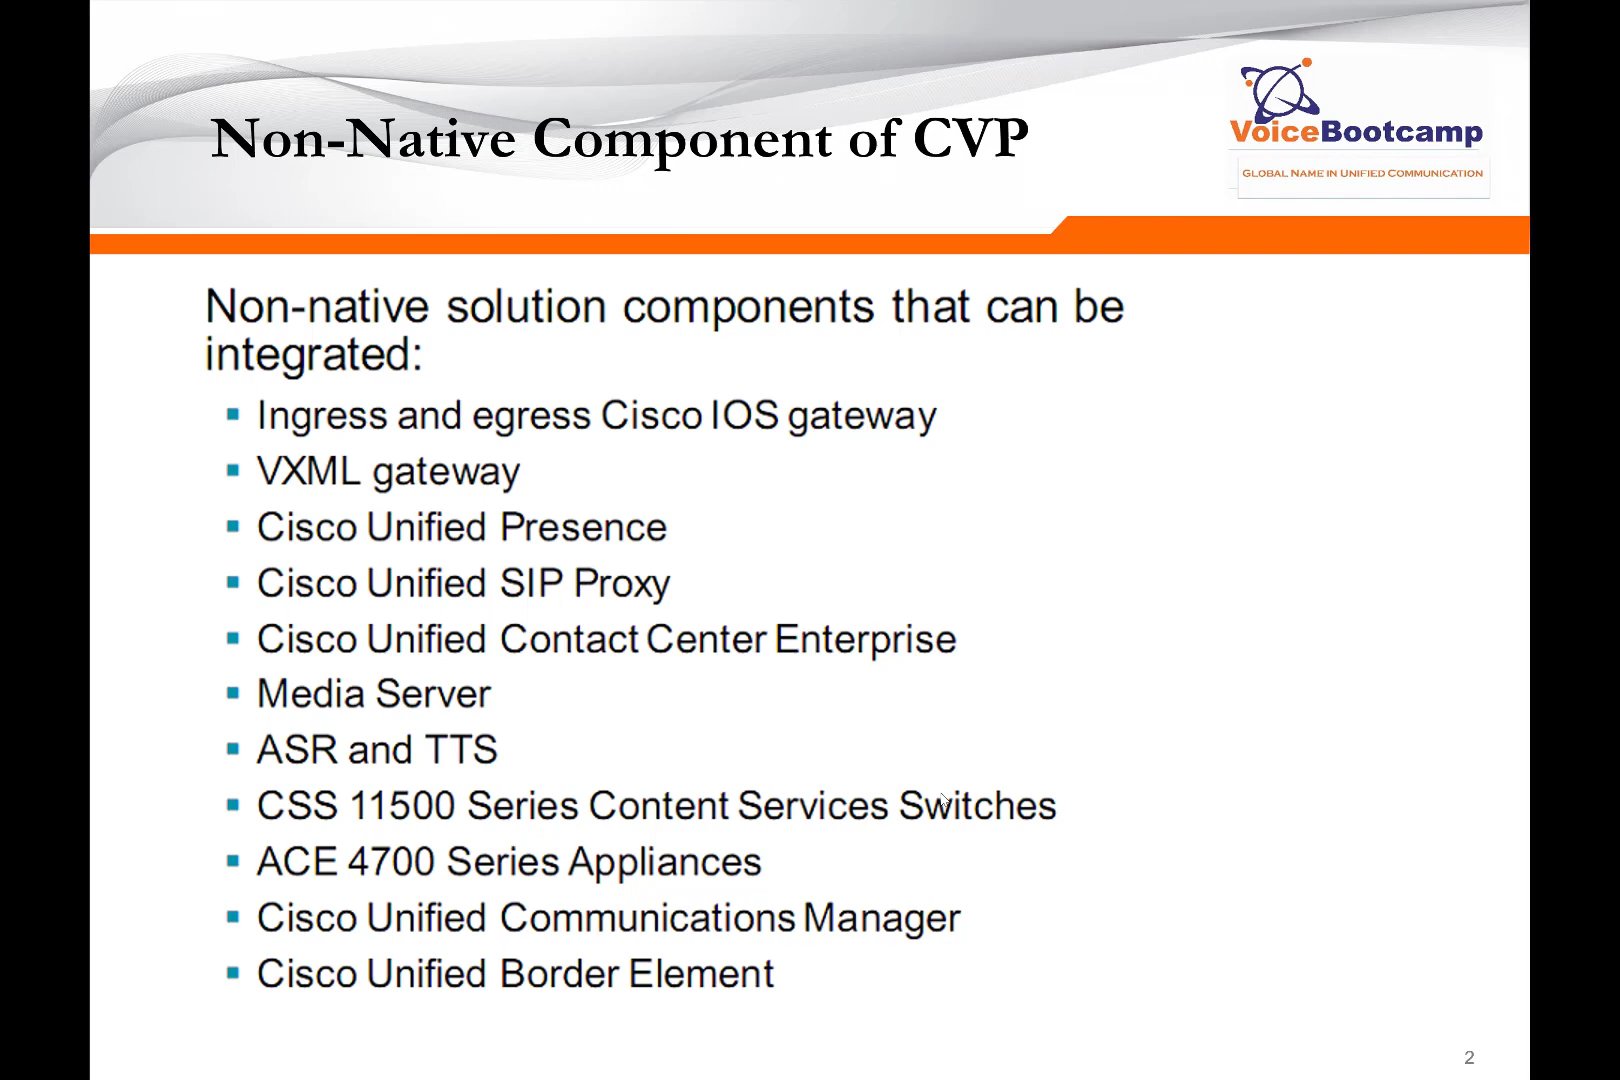 Non-Native Component of CVP
VoiceBootcamp
GLOBAL NAME IN UNIFIED COMMUNICATION
Non-native solution components that can be
integrated:
Ingress and egress Cisco IOS gateway
VXML gateway
Cisco Unified Presence
Cisco Unified SIP Proxy
Cisco Unified Contact Center Enterprise
Media Server
ASR and TTS
CSS 11500 Series Content Services Switches
ACE 4700 Series Appliances
Cisco Unified Communications Manager
Cisco Unified Border Element
2